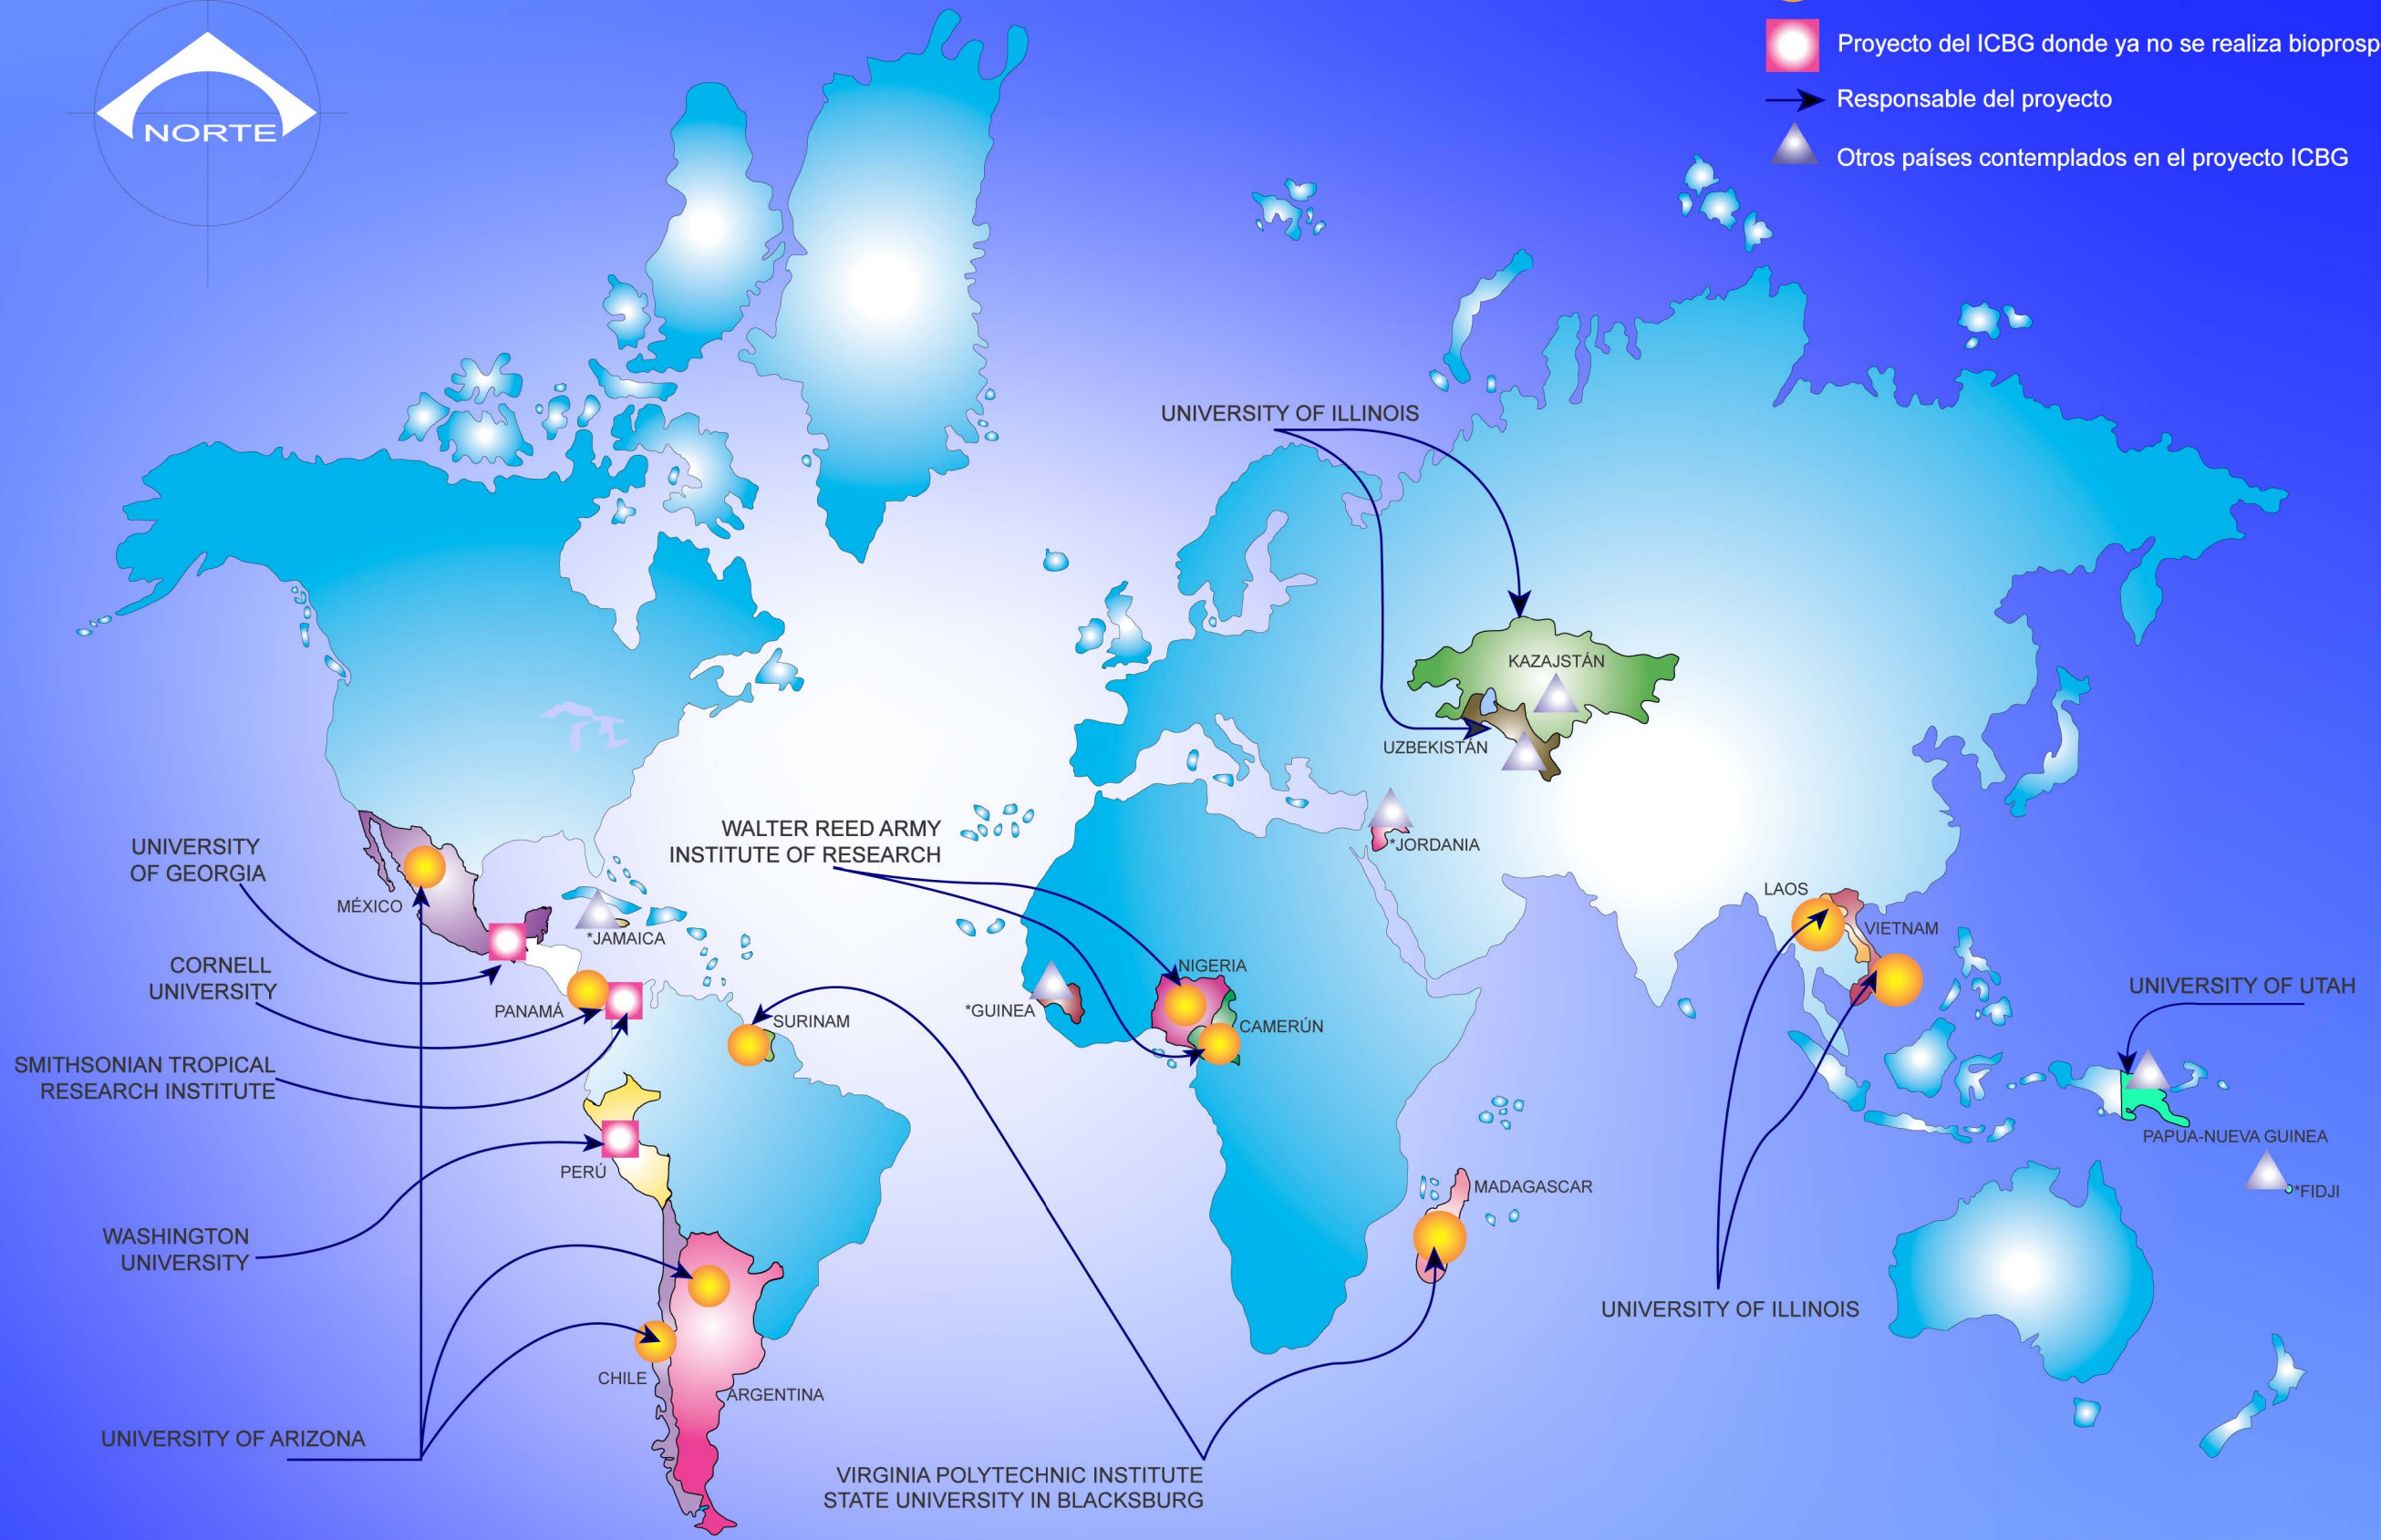 NORTE
Proyecto del ICBG donde ya no se realiza bioprosp
Responsable del proyecto
Otros países contemplados en el proyecto ICBG
UNIVERSITY OF ILLINOIS
KAZAJSTÁN
UZBEKISTÁN
*JORDANIA
WALTER REED ARMY
INSTITUTE OF RESEARCH
UNIVERSITY
OF GEORGIA
MÉXICO
*JAMAICA
LAOS
VIETNAM
CORNELL
UNIVERSITY
PANAMÁ
SURINAM
*GUINEA
NIGERIA
CAMERÚN
UNIVERSITY OF UTAH
SMITHSONIAN TROPICAL
RESEARCH INSTITUTE
PERÚ
PAPUA-NUEVA GUINEA
*FIDJI
MADAGASCAR
WASHINGTON
UNIVERSITY
UNIVERSITY OF ILLINOIS
CHILE
ARGENTINA
UNIVERSITY OF ARIZONA
VIRGINIA POLYTECHNIC INSTITUTE
STATE UNIVERSITY IN BLACKSBURG